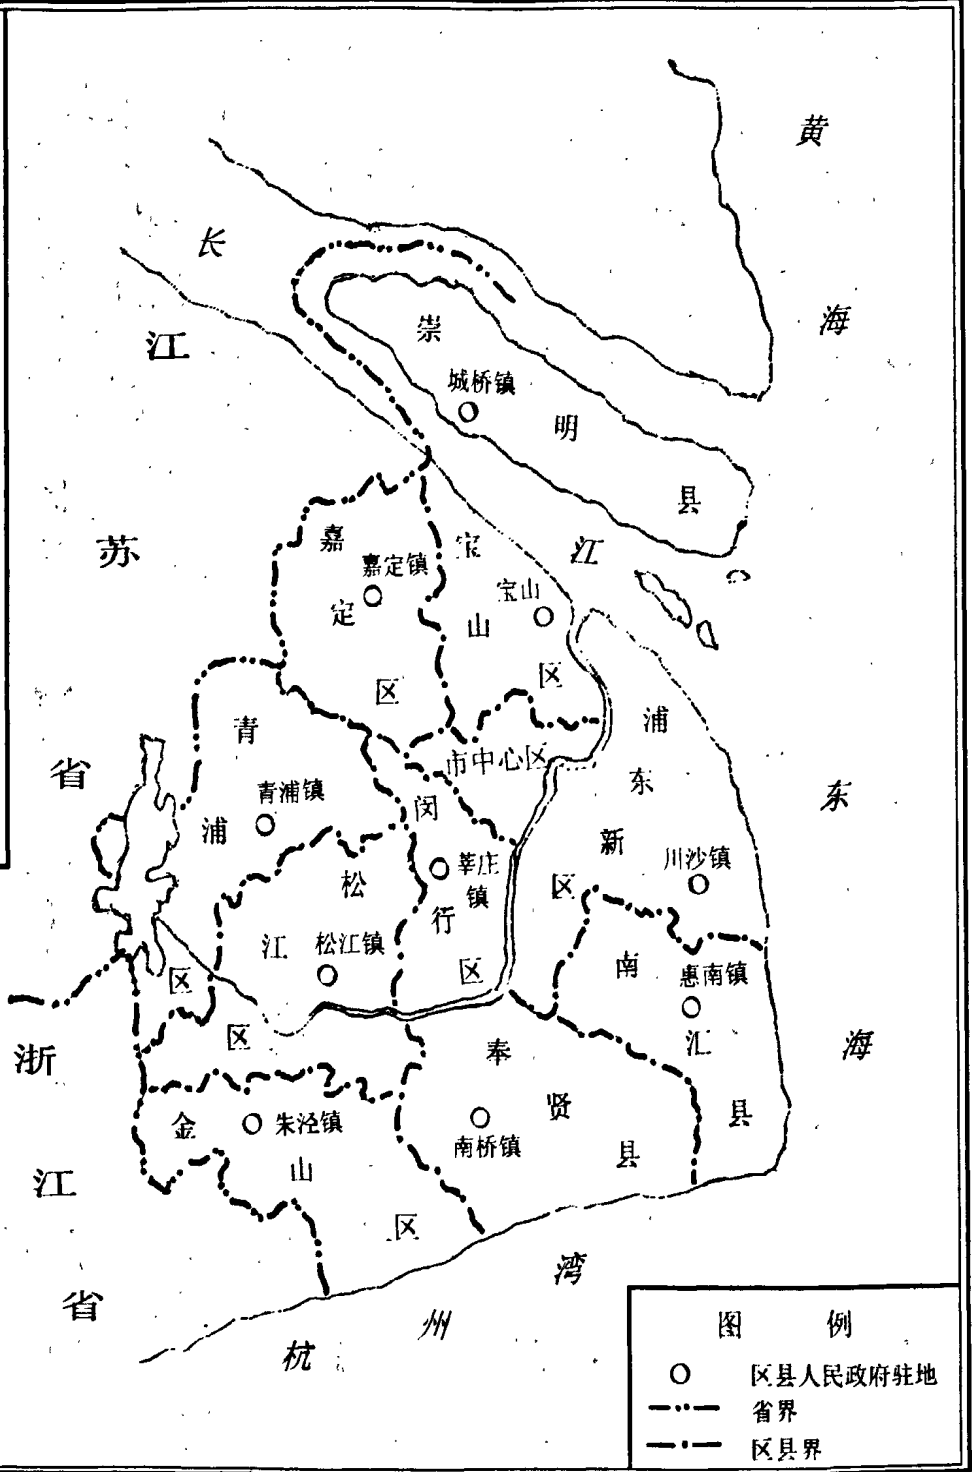 黄海
长江
崇明县
城桥镇
江苏省
嘉定区
嘉定镇
宝山区
宝山
江
浦东新区
川沙镇
市中心区
青浦区
青浦镇
闵行区
莘庄镇
松江区
松江镇
东海
南汇县
惠南镇
浙江省
奉贤县
南桥镇
金山区
朱泾镇
杭州湾
图例
区县人民政府驻地
省界
区县界